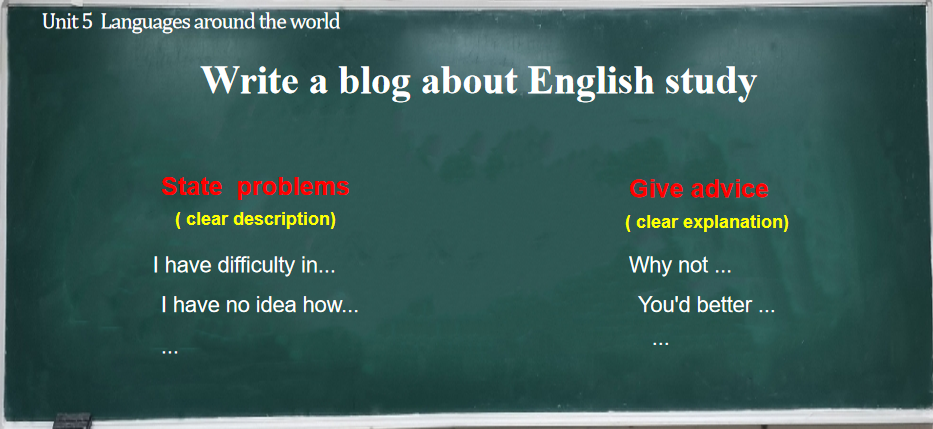 Unit 5 Languages around the world
Write a blog about English study
State problems
( clear description)
I have difficulty in...
I have no idea how...
...
Give advice
( clear explanation)
Why not ...
You'd better ...
...